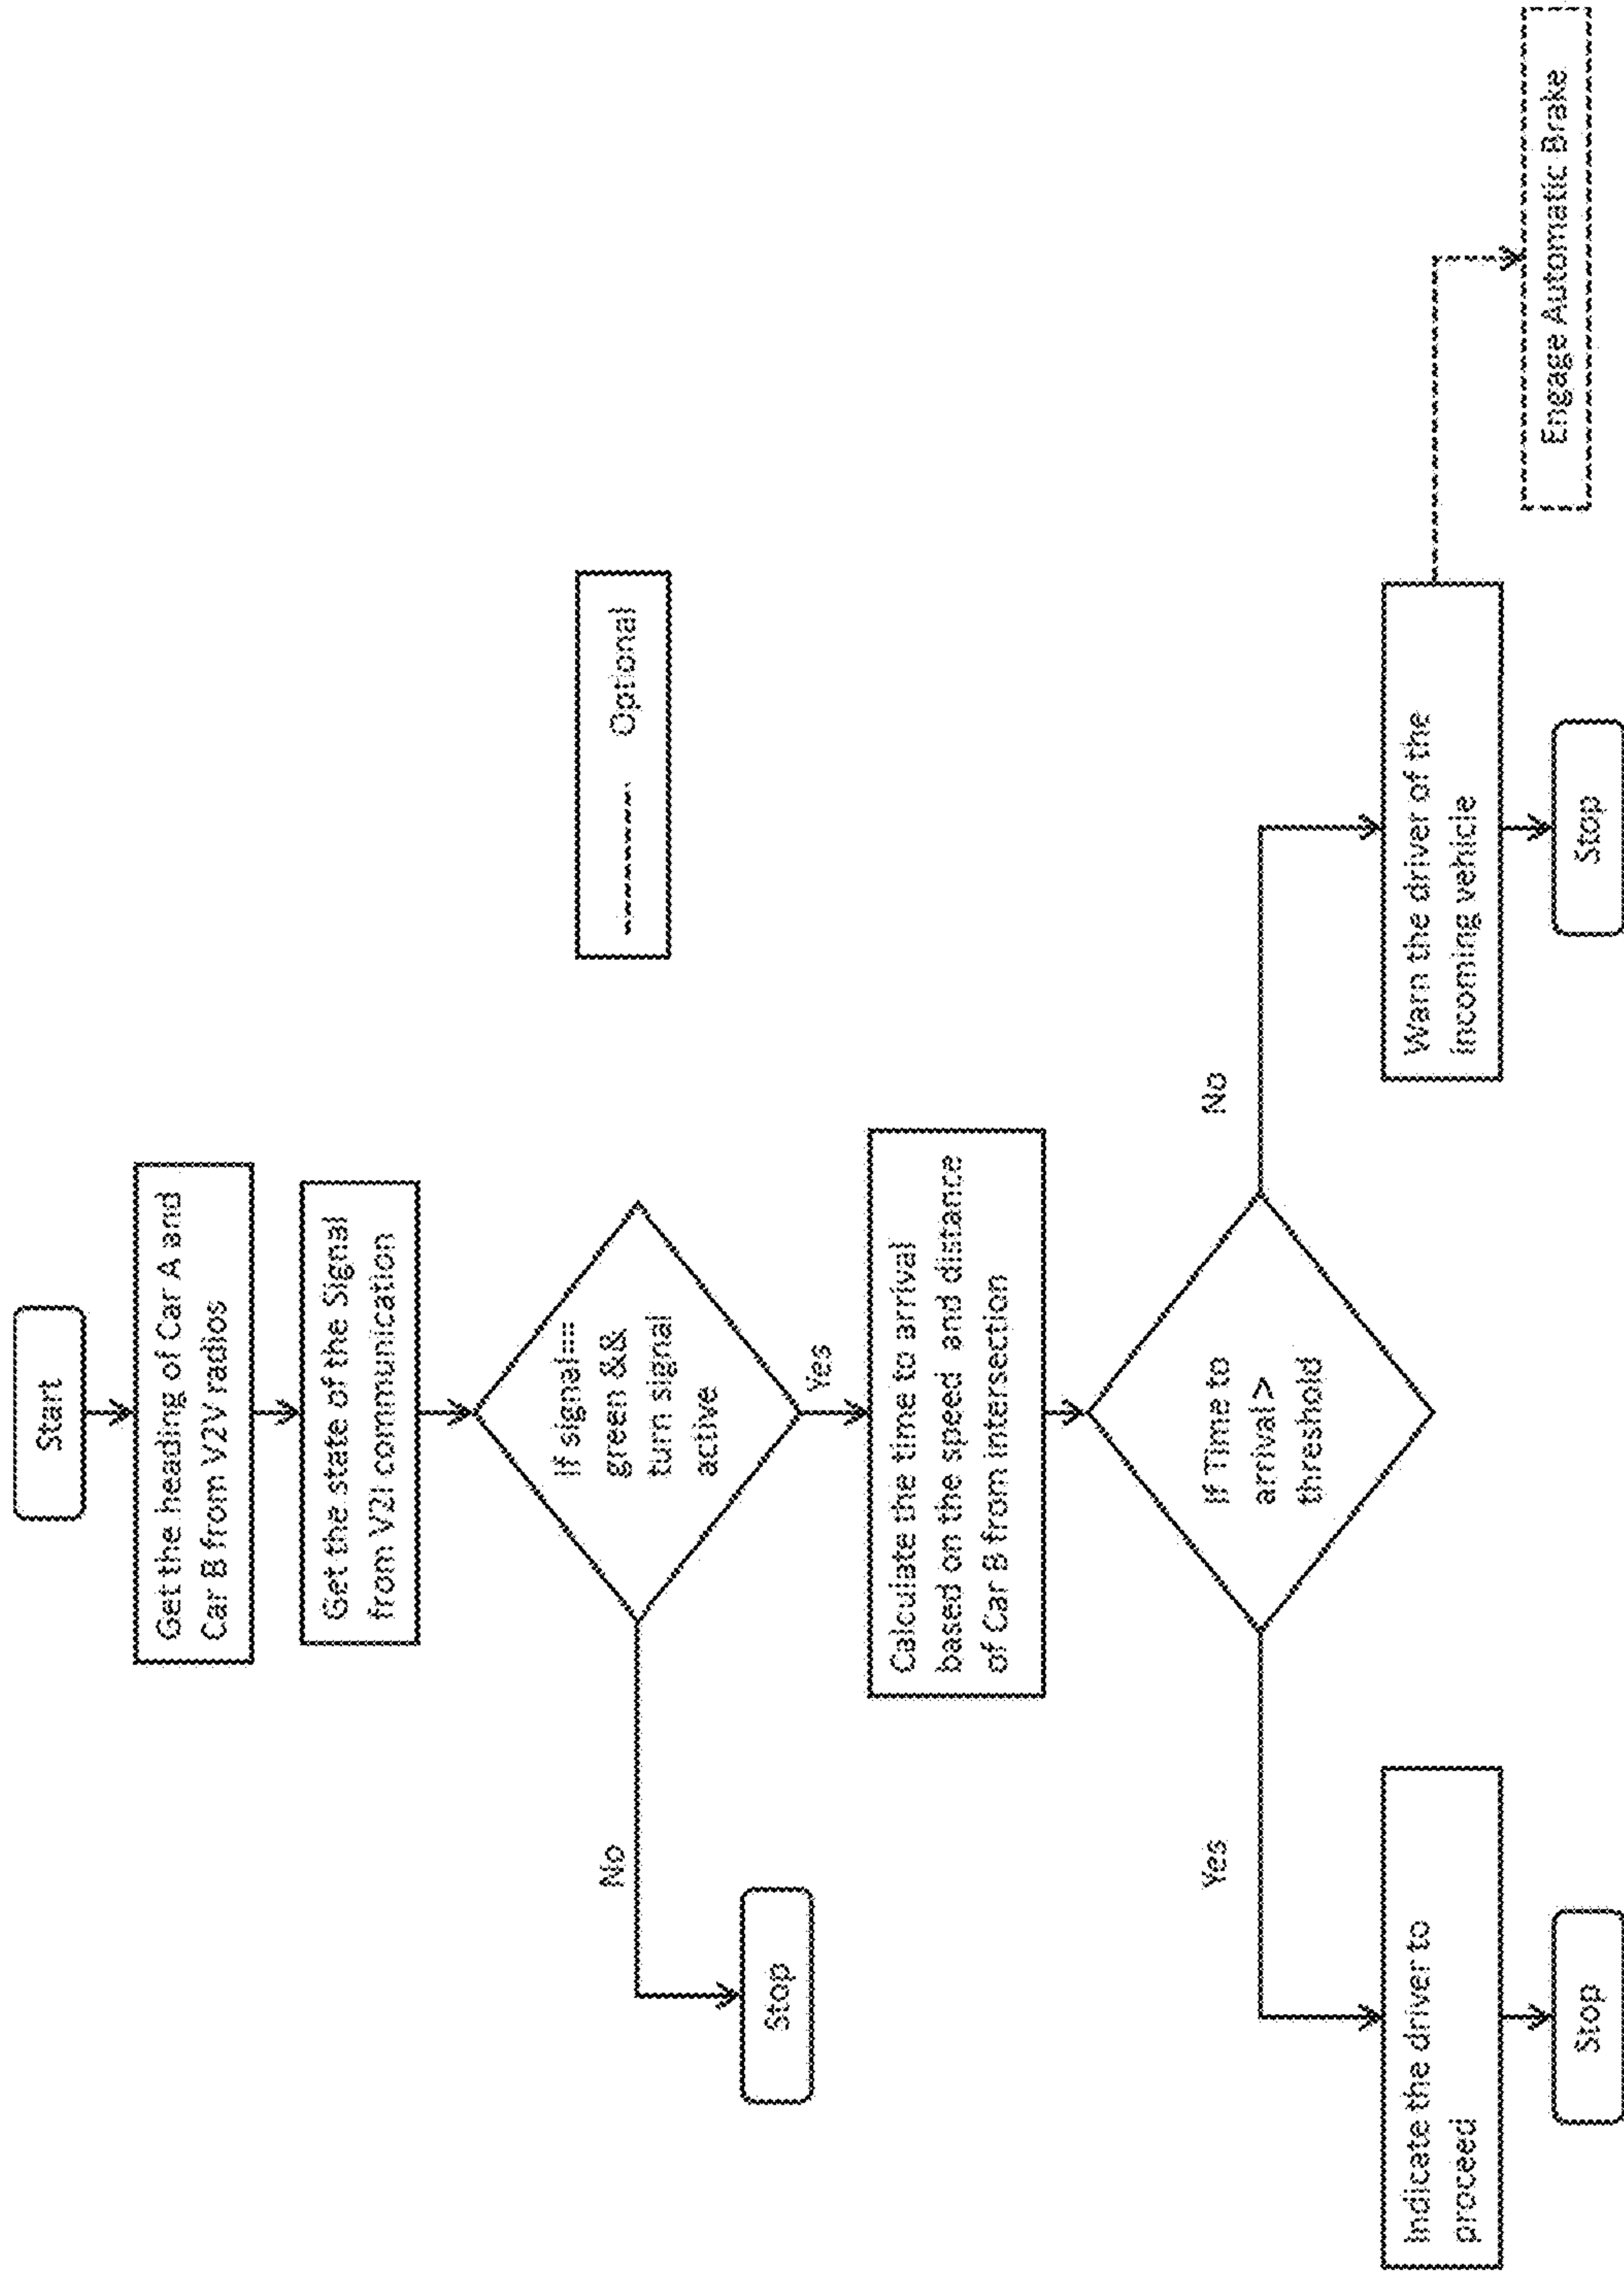 Start
Get the heading of Car A and
Car B from V2V radios
Get the state of the Signal
from V2I communication
If signal==
green &&
turn signal
active
No
Stop
Yes
Optional
Calculate the time to arrival
based on the speed and distance
of Car B from intersection
If Time to
arrival >
threshold
Yes
No
Indicate the driver to
proceed
Stop
Warn the driver of the
incoming vehicle
Stop
Engage Automatic Brake